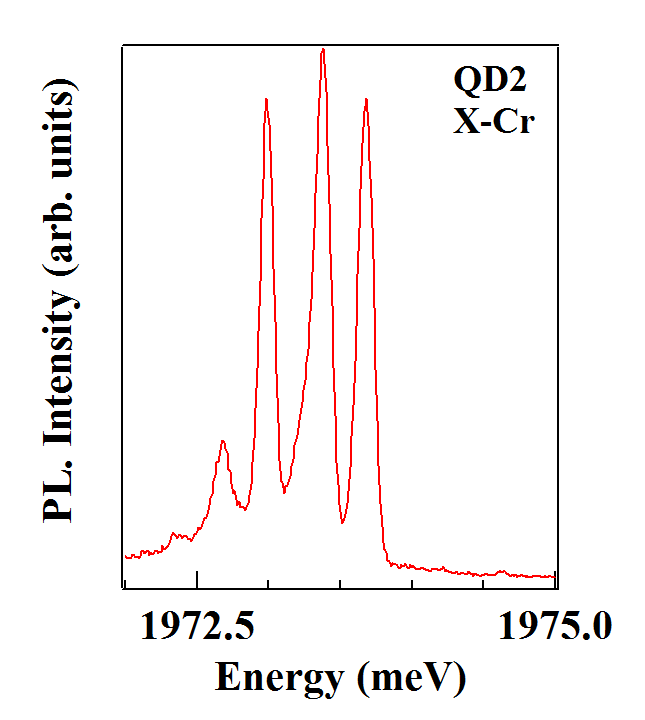 QD2
X-Cr
PL. Intensity (arb. units)
1972.5 1975.0
Energy (meV)